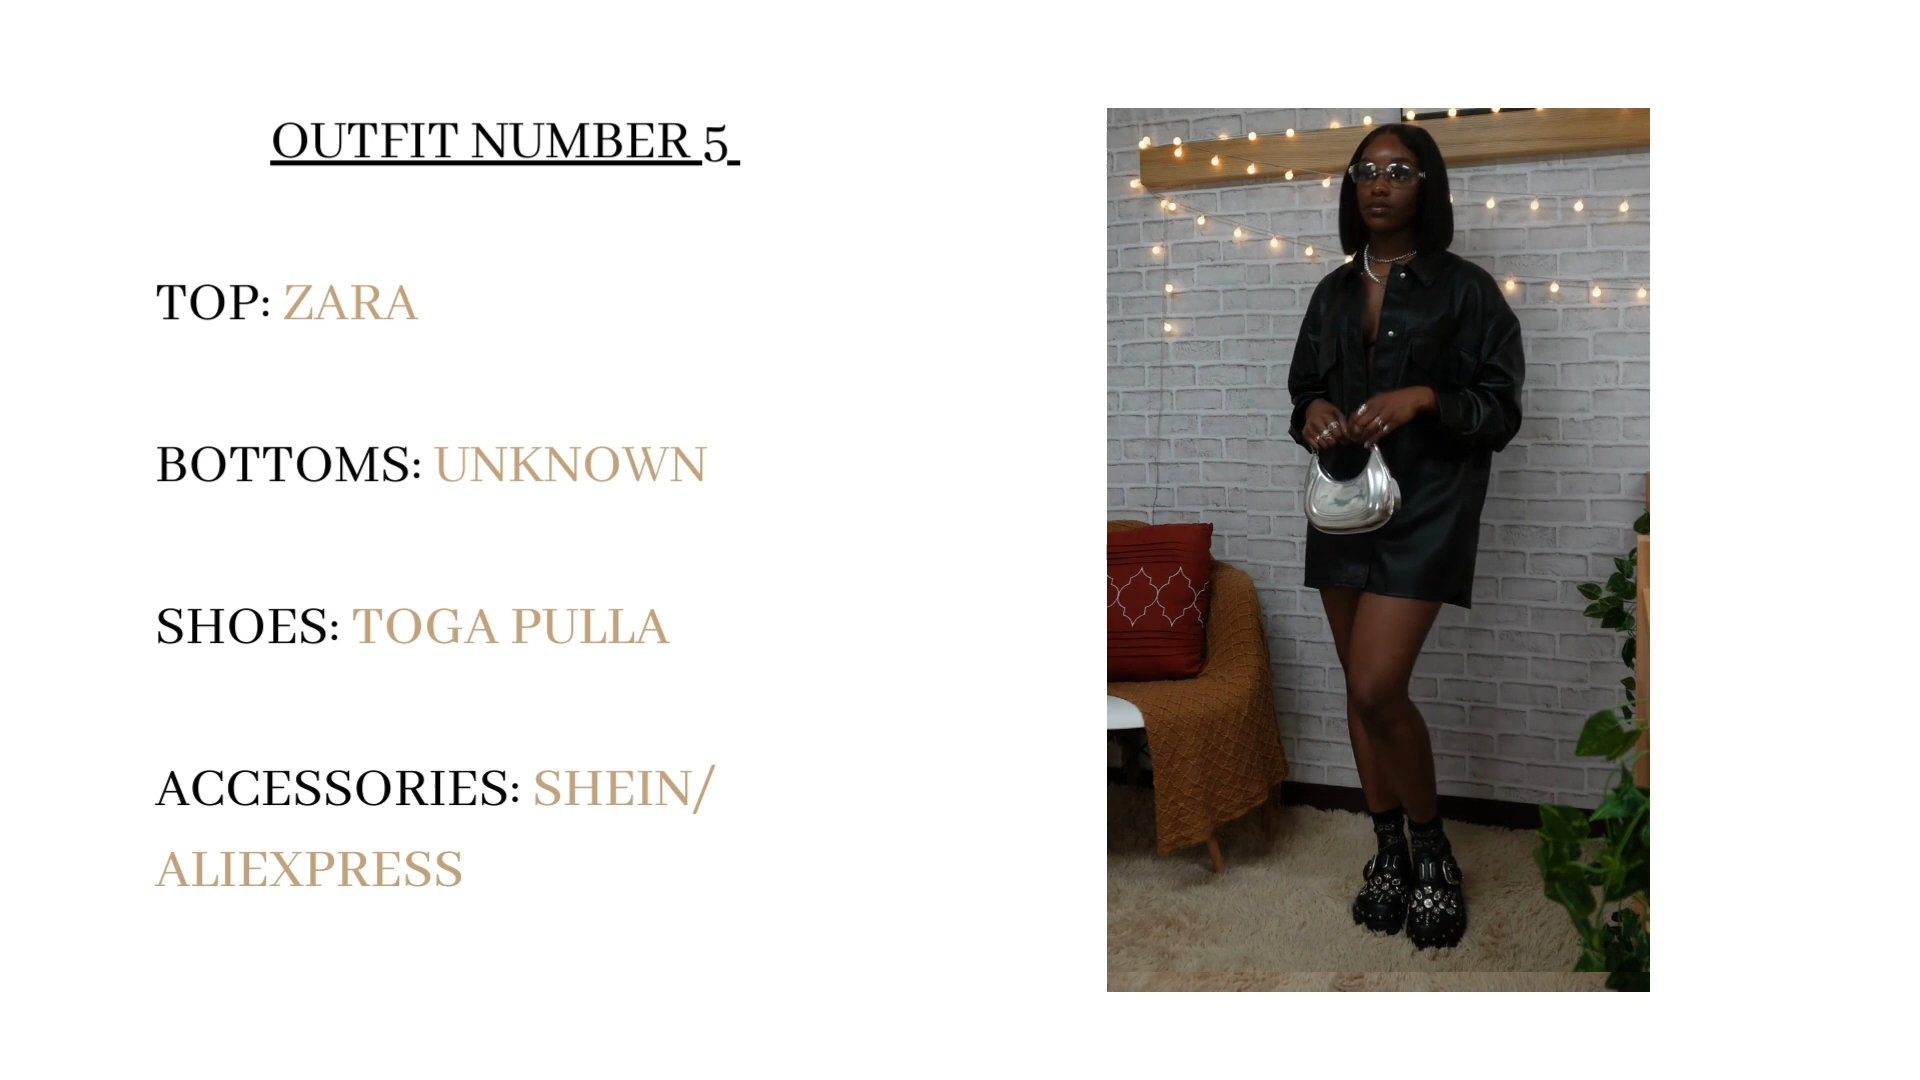 OUTFIT NUMBER 5
TOP: ZARA
BOTTOMS: UNKNOWN
SHOES: TOGA PULLA
ACCESSORIES: SHEIN/
ALIEXPRESS